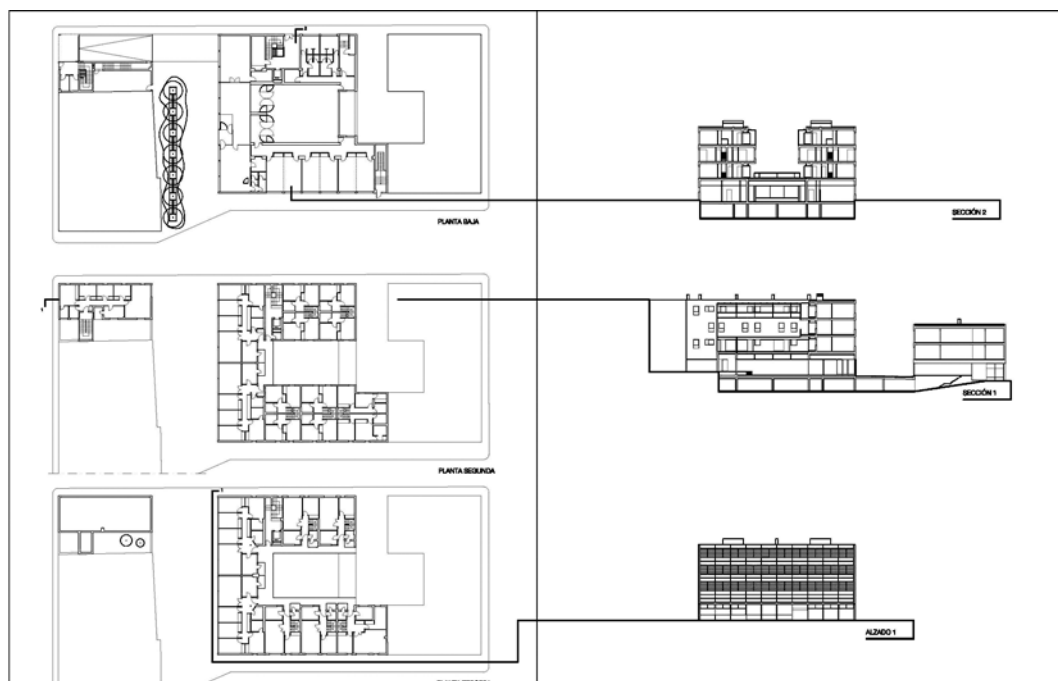 PLANTA BAJA
SECCIÓN 2
PLANTA SEGUNDA
SECCIÓN 1
ALZADO 1